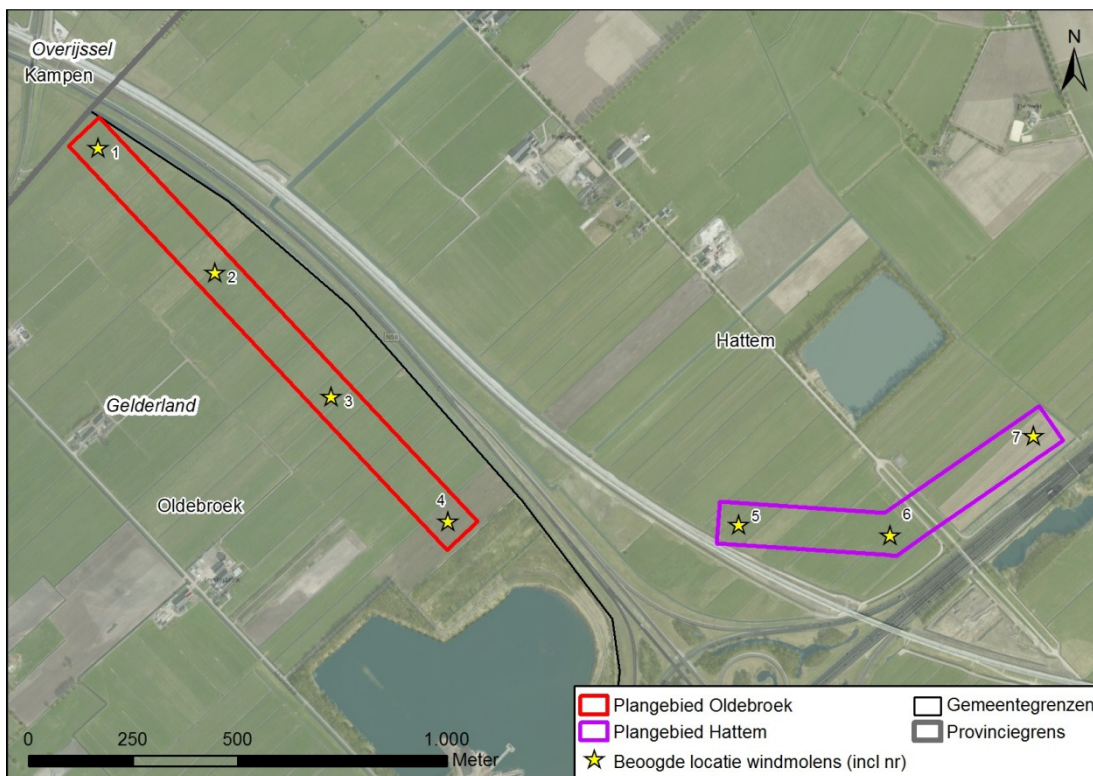 Overijssel
Kampen
N
1
2
Hattem
3
Gelderland
7
4
5
6
Oldebroek
Plangebied Oldebroek
Gemeentegrenzen
Plangebied Hattem
Provinciegrens
0
250
500
1.000
Meter
Beoogde locatie windmolens (incl nr)